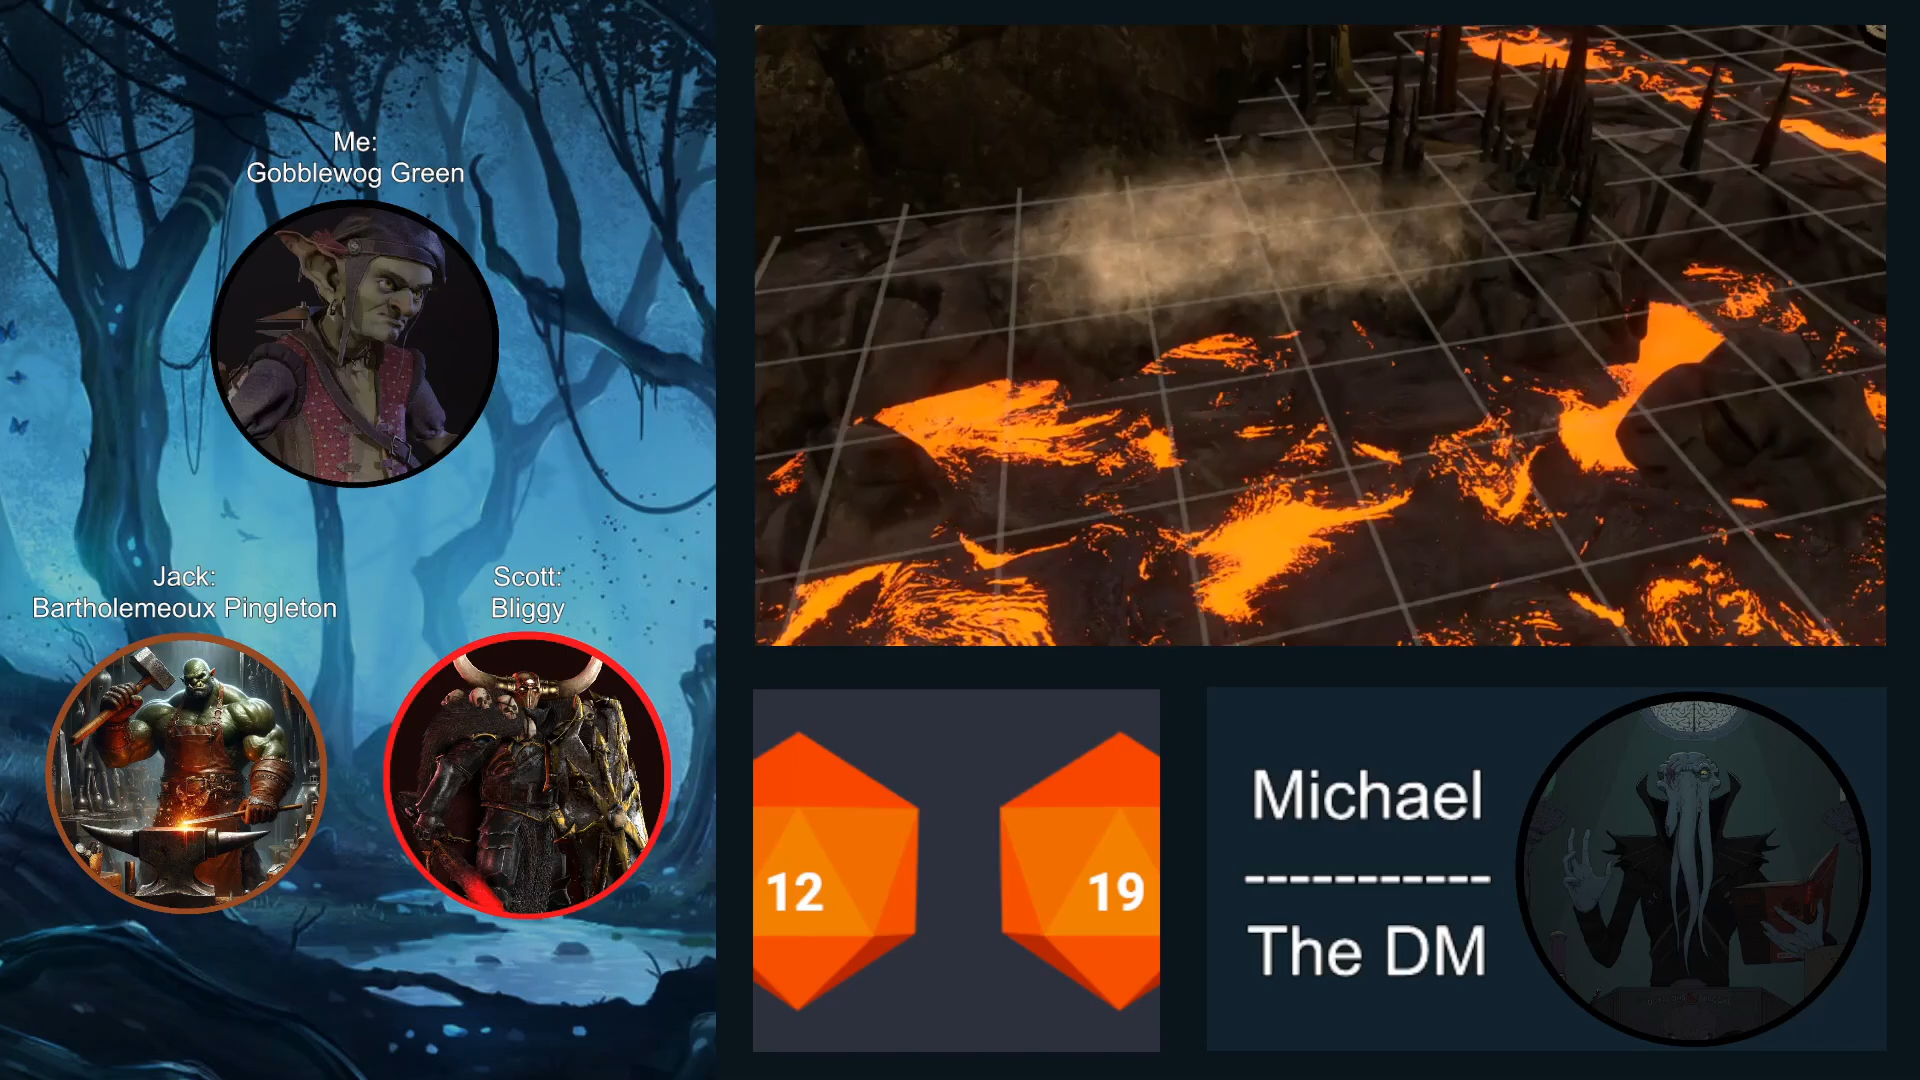 Me:
Gobblewog Green
Jack:
Bartholemeoux Pingleton
Scott:
Bliggy
12
19
Michael
-----------
The DM